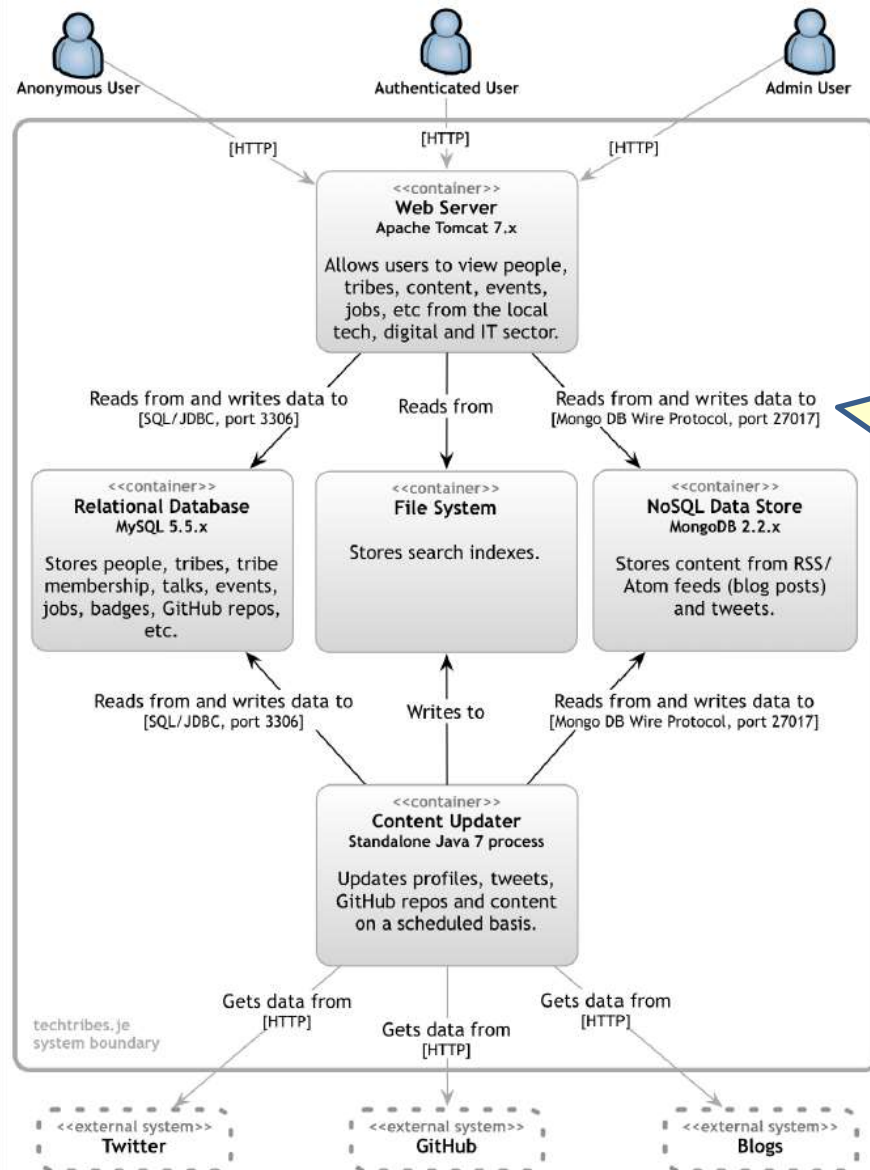 Anonymous User
Authenticated User
Admin User
[HTTP]
[HTTP]
[HTTP]
<<container>>
Web Server
Apache Tomcat 7.x
Allows users to view people,
tribes, content, events,
jobs, etc from the local
tech, digital and IT sector.
Reads from and writes data to
[SQL/JDBC, port 3306]
Reads from
Reads from and writes data to
[Mongo DB Wire Protocol, port 27017]
<<container>>
Relational Database
MySQL 5.5.x
Stores people, tribes, tribe
membership, talks, events,
jobs, badges, GitHub repos,
etc.
<<container>>
File System
Stores search indexes.
<<container>>
NoSQL Data Store
MongoDB 2.2.x
Stores content from RSS/
Atom feeds (blog posts)
and tweets.
Reads from and writes data to
[SQL/JDBC, port 3306]
Writes to
Reads from and writes data to
[Mongo DB Wire Protocol, port 27017]
<<container>>
Content Updater
Standalone Java 7 process
Updates profiles, tweets,
GitHub repos and content
on a scheduled basis.
Gets data from
[HTTP]
Gets data from
[HTTP]
Gets data from
[HTTP]
techtribes.je
system boundary
<<external system>>
Twitter
<<external system>>
GitHub
<<external system>>
Blogs